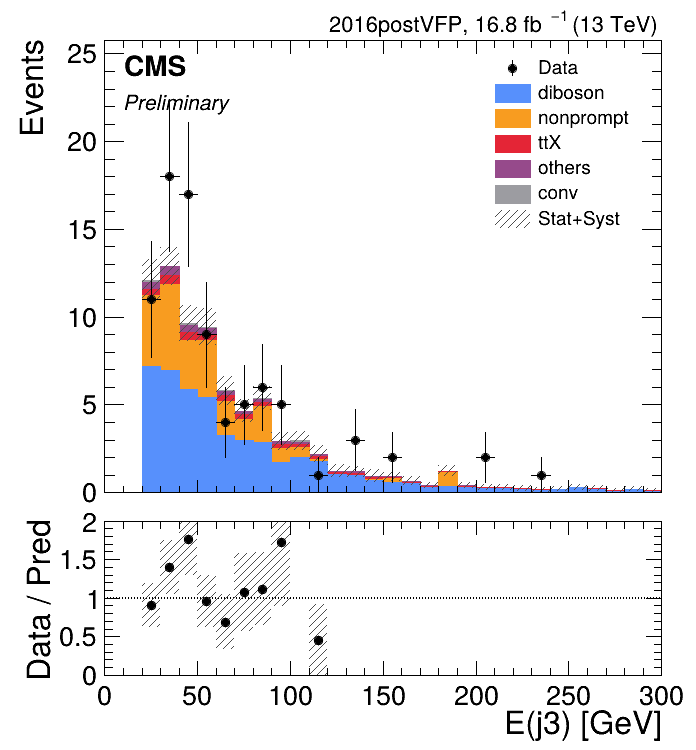 2016postVFP, 16.8 fb ⁻¹ (13 TeV)
CMS
Preliminary
Data
diboson
nonprompt
ttX
others
conv
Stat+Syst
Events
25
20
15
10
5
0
Data / Pred
2
1.5
1
0.5
0
0 50 100 150 200 250 300
E(j3) [GeV]